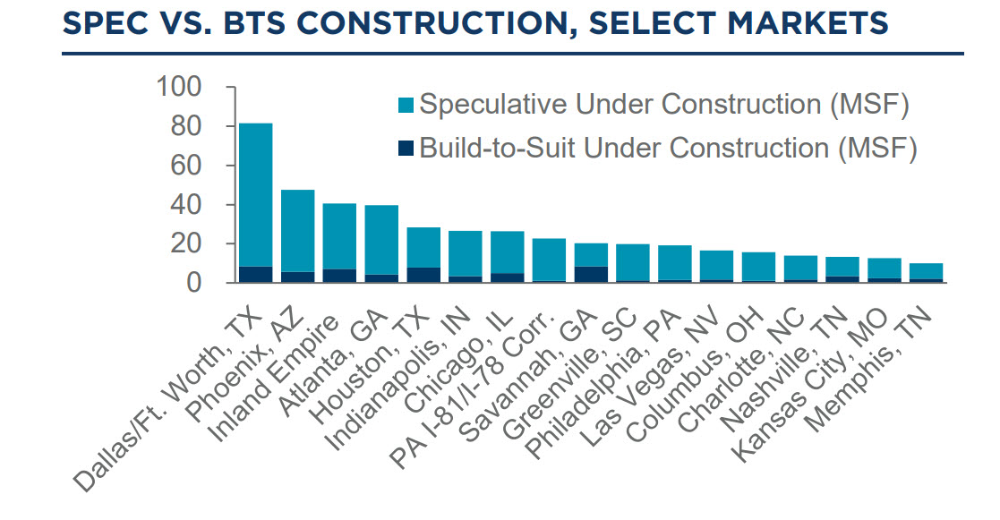 SPEC VS. BTS CONSTRUCTION, SELECT MARKETS
100
80
60
40
20
0
Speculative Under Construction (MSF)
Build-to-Suit Under Construction (MSF)
Dallas/Ft. Worth, TX
Phoenix, AZ
Inland Empire
Atlanta, GA
Houston, TX
Indianapolis, IN
Chicago, IL
PA I-81/I-78 Corr.
Savannah, GA
Greenville, SC
Philadelphia, PA
Las Vegas, NV
Columbus, OH
Charlotte, NC
Nashville, TN
Kansas City, MO
Memphis, TN